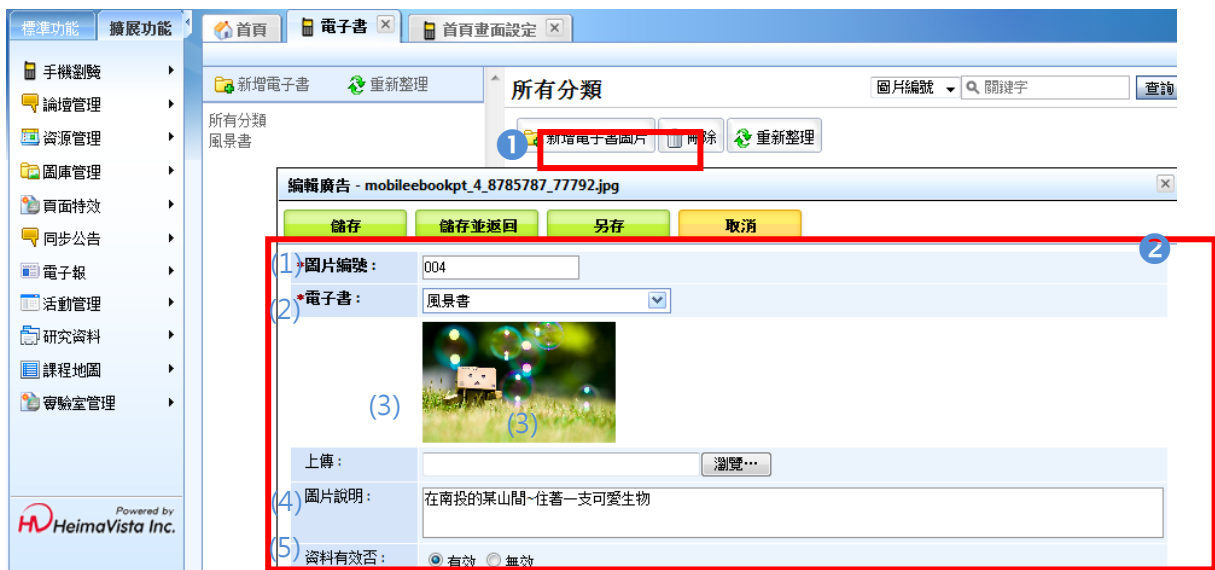 標準功能 擴展功能 首頁 電子書 首頁畫面設定
手機瀏覽
論壇管理
資源管理
圖庫管理
頁面特效
同步公告
電子報
活動管理
研究資料
課程地圖
實驗室管理
Powered by
HeimaVista Inc.
新增電子書 重新整理
所有分類
風景書
所有分類 圖片編號 關鍵字 查詢
1 新增電子書圖片 刪除 重新整理
編輯廣告 - mobileebookpt_4_8785787_77792.jpg
儲存 儲存並返回 另存 取消
2
(1) *圖片編號： 004
(2) *電子書： 風景書
(3) (3)
上傳： 瀏覽…
(4) 圖片說明： 在南投的某山間~住著一支可愛生物
(5) 資料有效否： 有效 無效